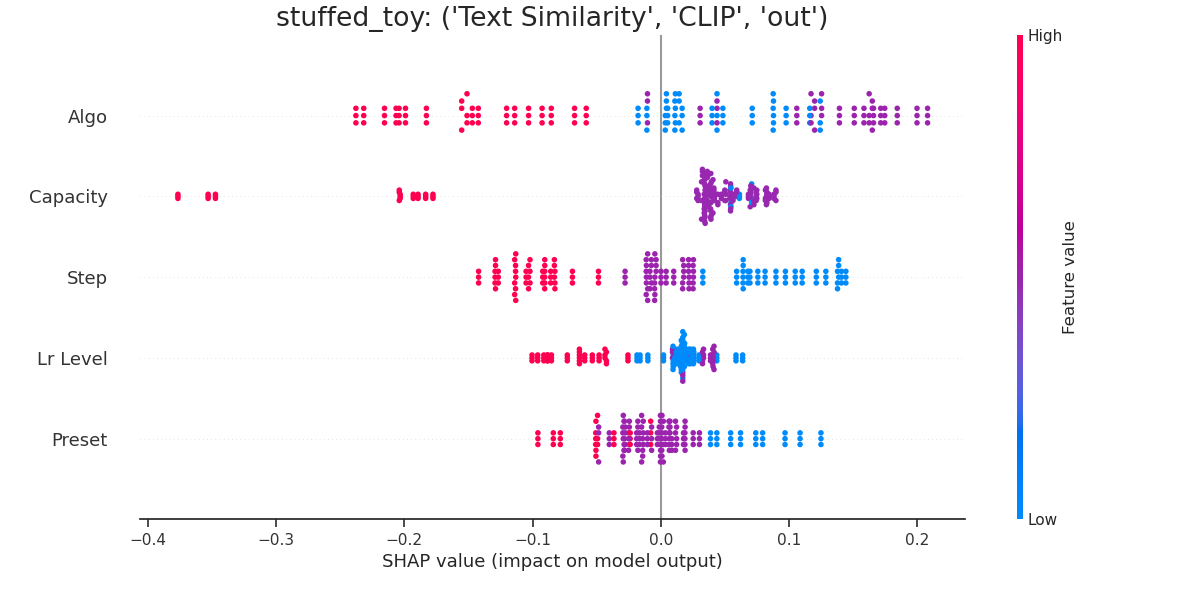 stuffed_toy: ('Text Similarity', 'CLIP', 'out')
High
Algo
Capacity
Step
Lr Level
Preset
Feature value
Low
−0.4
−0.3
−0.2
−0.1
0.0
0.1
0.2
SHAP value (impact on model output)